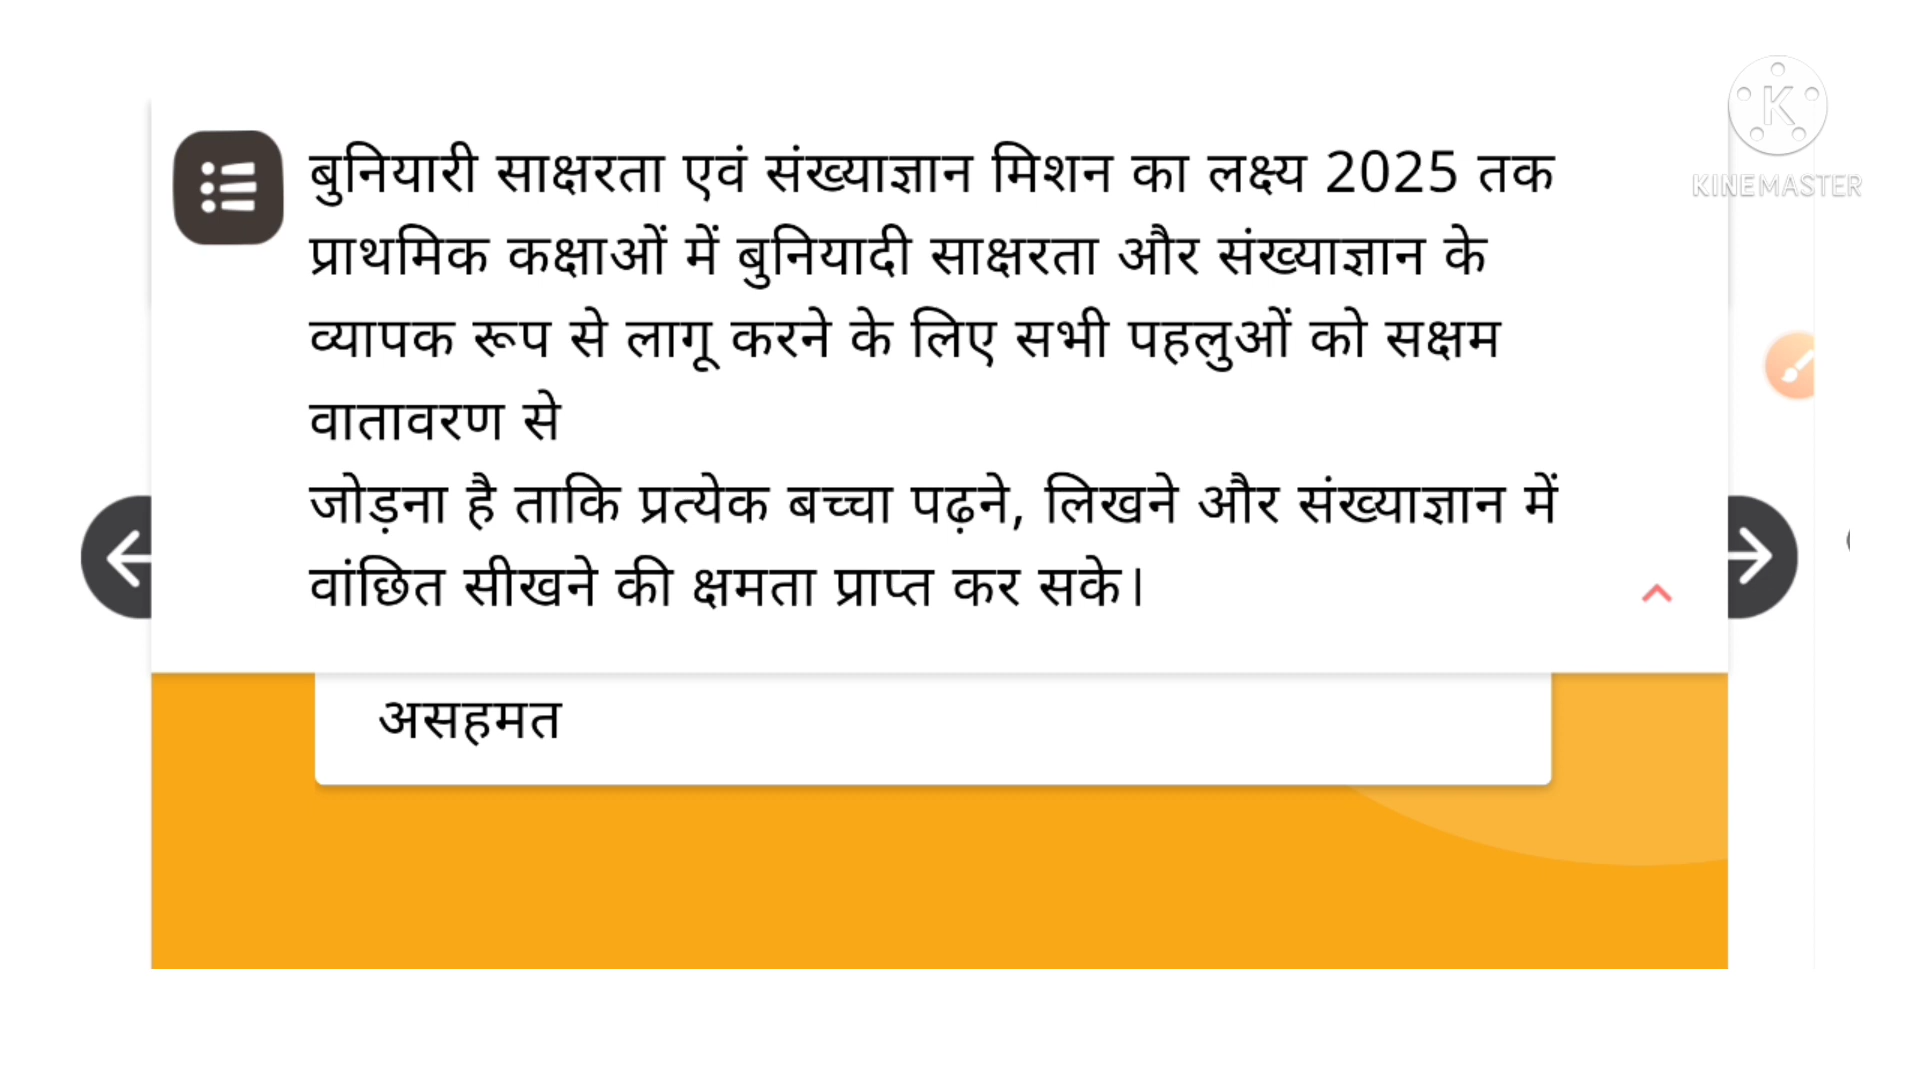 बुनियारी साक्षरता एवं संख्याज्ञान मिशन का लक्ष्य 2025 तक
प्राथमिक कक्षाओं में बुनियादी साक्षरता और संख्याज्ञान के
व्यापक रूप से लागू करने के लिए सभी पहलुओं को सक्षम
वातावरण से
जोड़ना है ताकि प्रत्येक बच्चा पढ़ने, लिखने और संख्याज्ञान में
वांछित सीखने की क्षमता प्राप्त कर सके।
असहमत
K
KINEMASTER